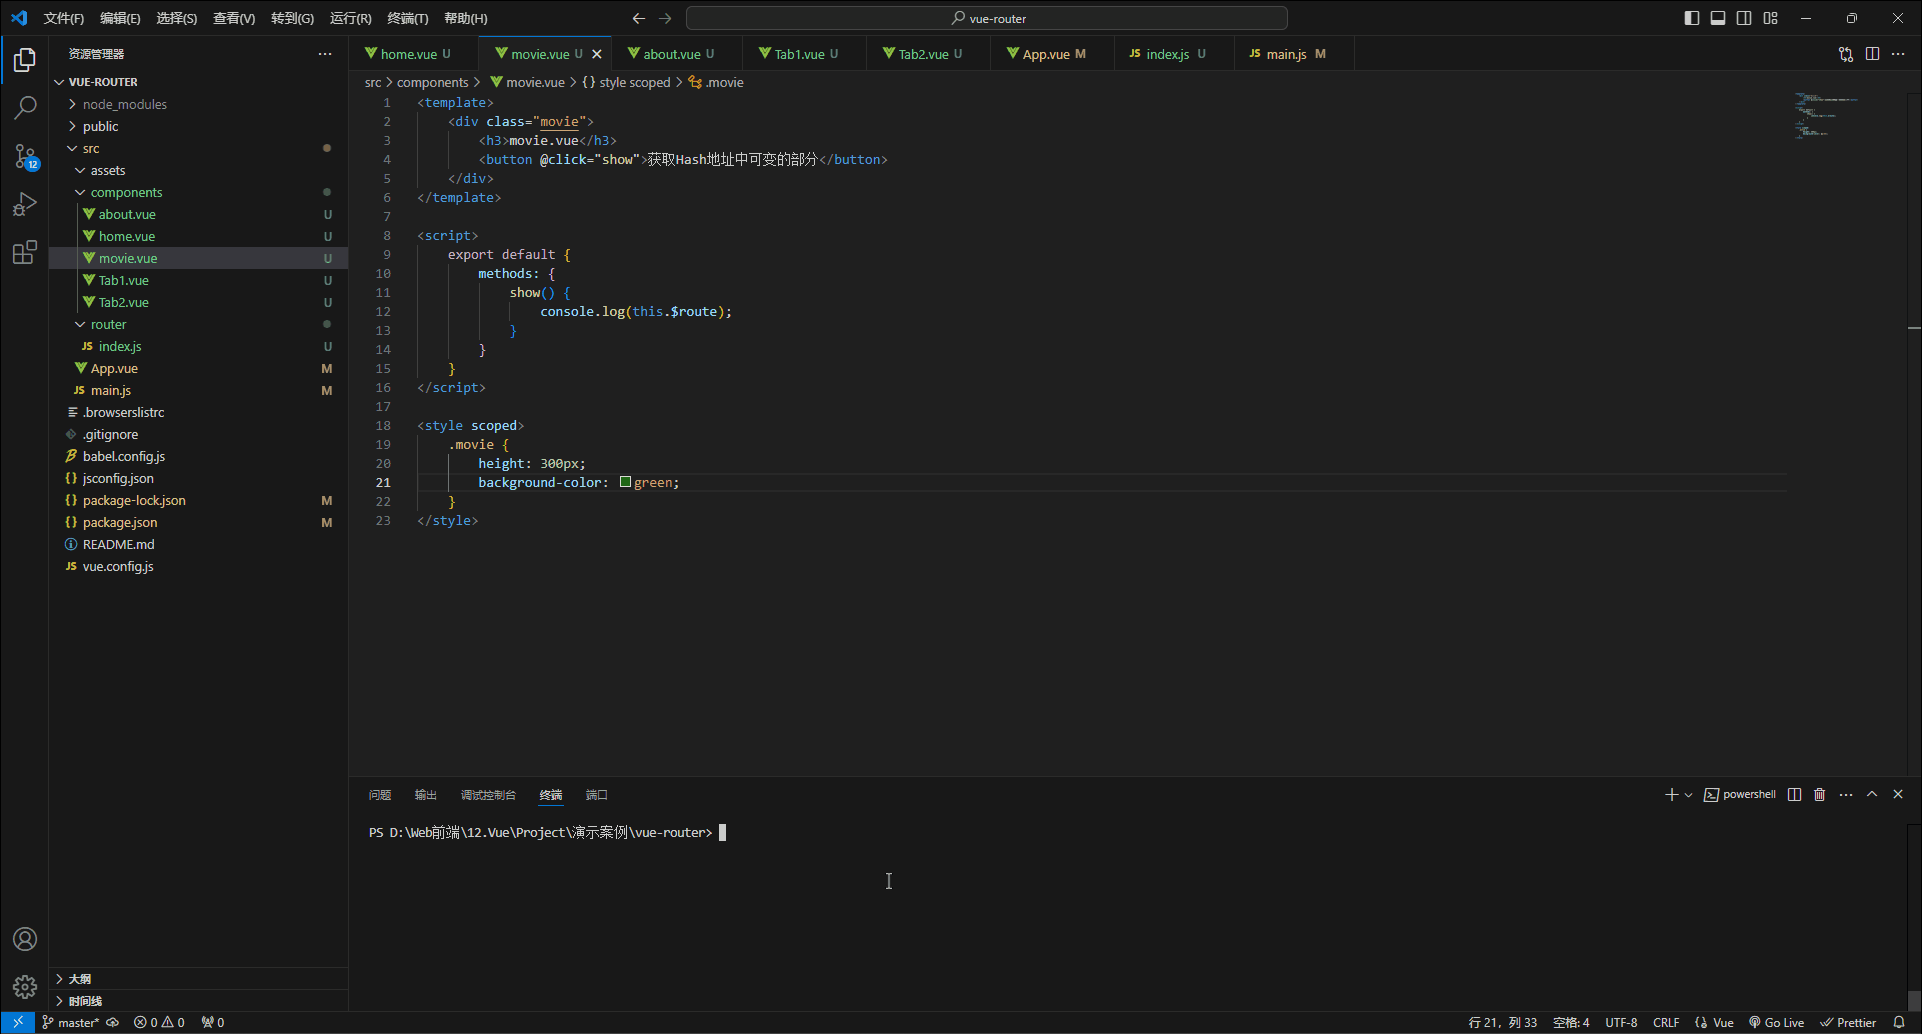 文件(F) 编辑(E) 选择(S) 查看(V) 转到(G) 运行(R) 终端(T) 帮助(H) vue-router
资源管理器
VUE-ROUTER
node_modules
public
src
assets
components
about.vue U
home.vue U
movie.vue U
Tab1.vue U
Tab2.vue U
router
JS index.js U
App.vue M
JS main.js M
.browserslistrc
.gitignore
babel.config.js
{} jsconfig.json
{} package-lock.json M
{} package.json M
README.md
JS vue.config.js
大纲
时间线
12
home.vue U movie.vue U about.vue U Tab1.vue U Tab2.vue U App.vue M JS index.js U JS main.js M
src > components > movie.vue > {} style scoped > .movie
1 <template>
2 <div class="movie">
3 <h3>movie.vue</h3>
4 <button @click="show">获取Hash地址中可变的部分</button>
5 </div>
6 </template>
7
8 <script>
9 export default {
10 methods: {
11 show() {
12 console.log(this.$route);
13 }
14 }
15 }
16 </script>
17
18 <style scoped>
19 .movie {
20 height: 300px;
21 background-color: green;
22 }
23 </style>
问题 输出 调试控制台 终端 端口 powershell
PS D:\Web前端\12.Vue\Project\演示案例\vue-router>
master* 0 0 0 行 21，列 33 空格: 4 UTF-8 CRLF {} Vue Go Live Prettier